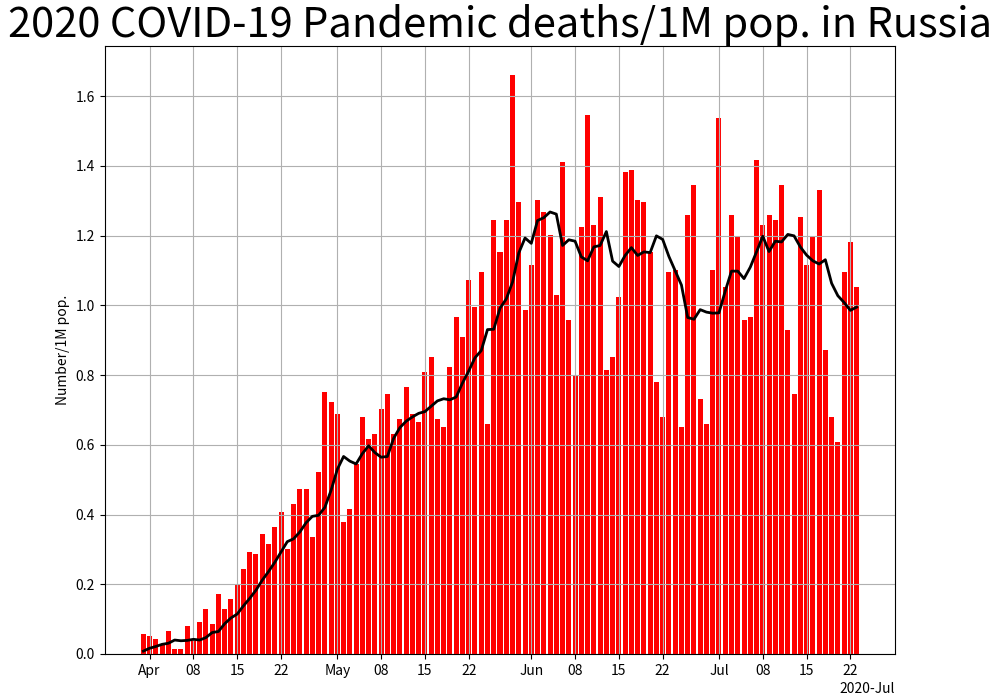 2020 COVID-19 Pandemic deaths/1M pop. in Russia
Number/1M pop.
1.6
1.4
1.2
1.0
0.8
0.6
0.4
0.2
0.0
Apr 08 15 22 May 08 15 22 Jun 08 15 22 Jul 08 15 22
2020-Jul